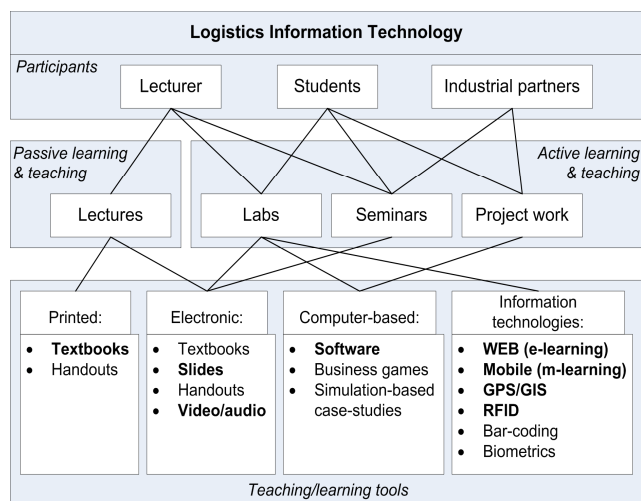 Logistics Information Technology
Participants
Lecturer
Students
Industrial partners
Passive learning
& teaching
Active learning
& teaching
Lectures
Labs
Seminars
Project work
Printed:
• Textbooks
• Handouts
Electronic:
• Textbooks
• Slides
• Handouts
• Video/audio
Computer-based:
• Software
• Business games
• Simulation-based
case-studies
Information
technologies:
• WEB (e-learning)
• Mobile (m-learning)
• GPS/GIS
• RFID
• Bar-coding
• Biometrics
Teaching/learning tools